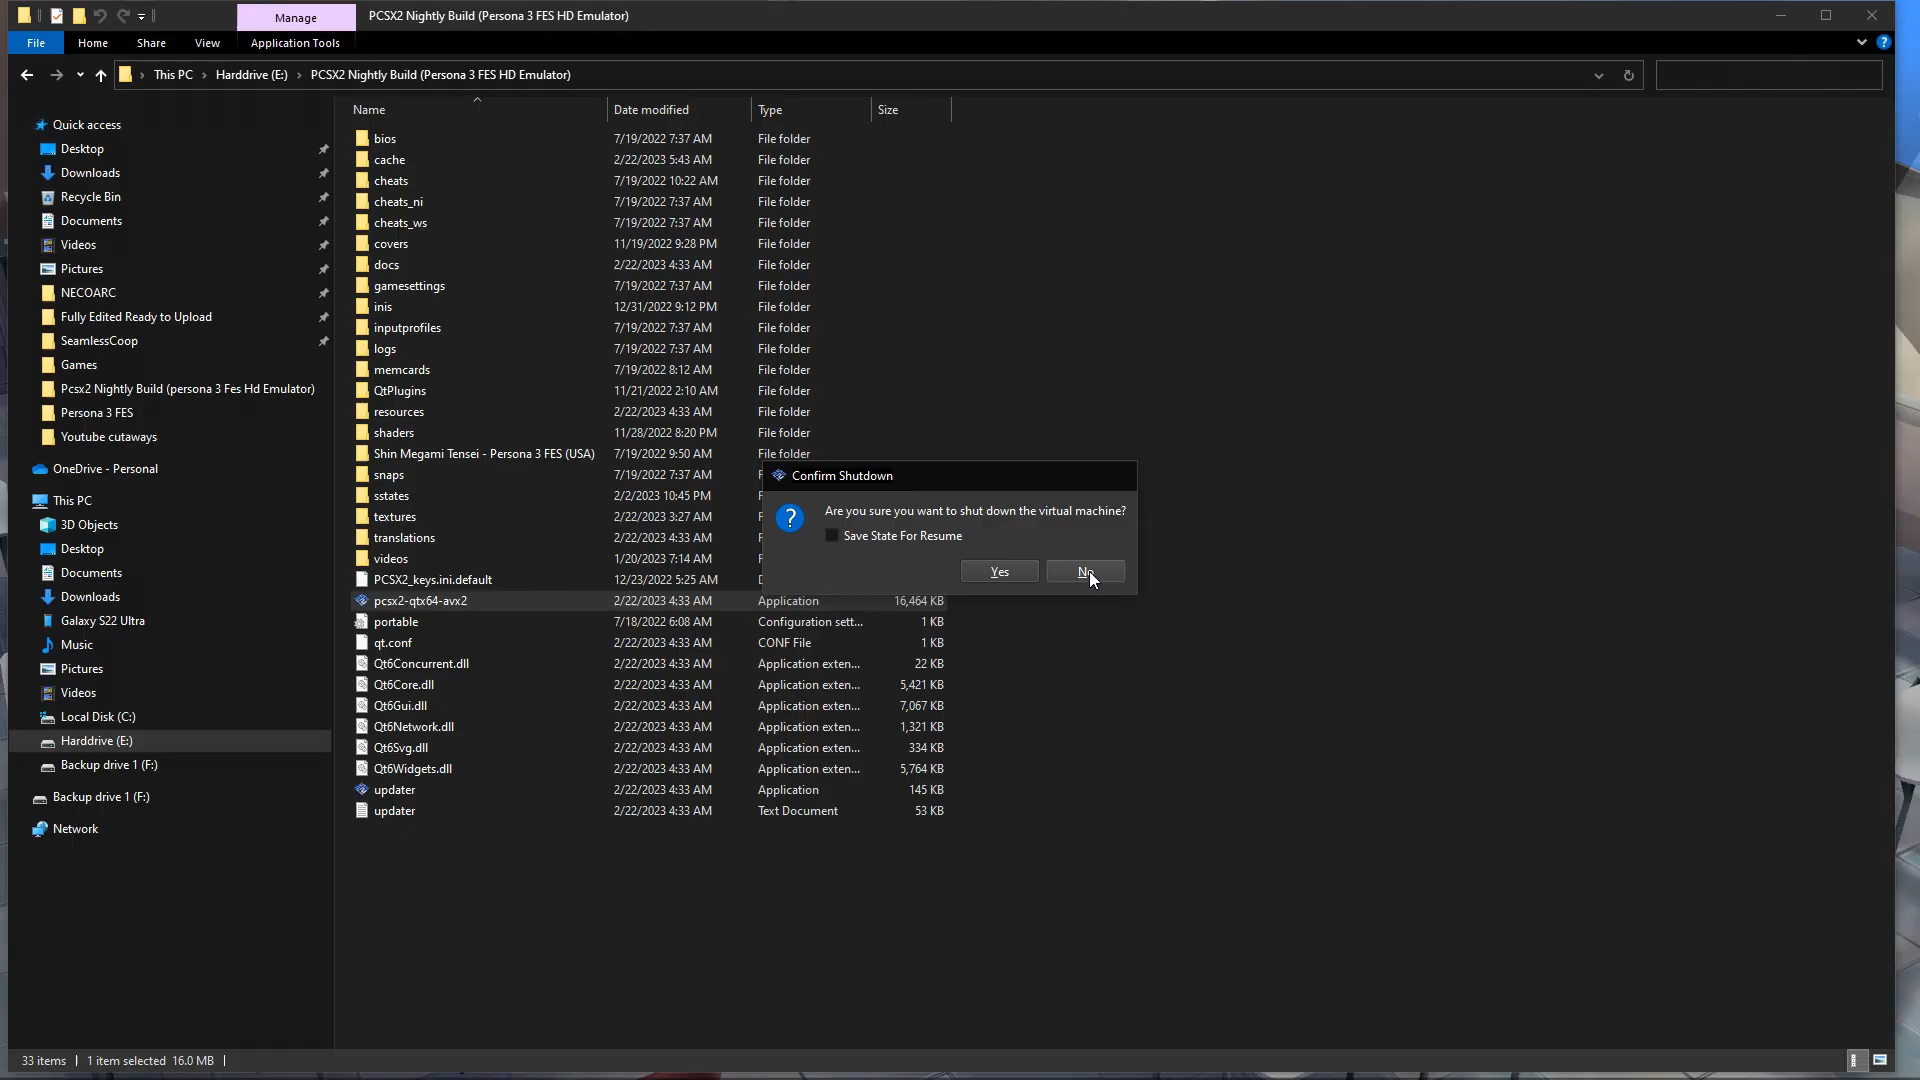 Manage
PCSX2 Nightly Build (Persona 3 FES HD Emulator)
File
Home
Share
View
Application Tools
This PC
Harddrive (E:)
PCSX2 Nightly Build (Persona 3 FES HD Emulator)
Name
Date modified
Type
Size
Quick access
Desktop
Downloads
Recycle Bin
Documents
Videos
Pictures
NECOARC
Fully Edited Ready to Upload
SeamlessCoop
Games
Pcsx2 Nightly Build (persona 3 Fes Hd Emulator)
Persona 3 FES
Youtube cutaways
OneDrive - Personal
This PC
3D Objects
Desktop
Documents
Downloads
Galaxy S22 Ultra
Music
Pictures
Videos
Local Disk (C:)
Harddrive (E:)
Backup drive 1 (F:)
Backup drive 1 (F:)
Network
bios 7/19/2022 7:37 AM File folder
cache 2/22/2023 5:43 AM File folder
cheats 7/19/2022 10:22 AM File folder
cheats_ni 7/19/2022 7:37 AM File folder
cheats_ws 7/19/2022 7:37 AM File folder
covers 11/19/2022 9:28 PM File folder
docs 2/22/2023 4:33 AM File folder
gamesettings 7/19/2022 7:37 AM File folder
inis 12/31/2022 9:12 PM File folder
inputprofiles 7/19/2022 7:37 AM File folder
logs 7/19/2022 7:37 AM File folder
memcards 7/19/2022 8:12 AM File folder
QtPlugins 11/21/2022 2:10 AM File folder
resources 2/22/2023 4:33 AM File folder
shaders 11/28/2022 8:20 PM File folder
Shin Megami Tensei - Persona 3 FES (USA) 7/19/2022 9:50 AM File folder
snaps 7/19/2022 7:37 AM
sstates 2/2/2023 10:45 PM
textures 2/22/2023 3:27 AM
translations 2/22/2023 4:33 AM
videos 1/20/2023 7:14 AM
PCSX2_keys.ini.default 12/23/2022 5:25 AM
pcsx2-qtx64-avx2 2/22/2023 4:33 AM Application 16,464 KB
portable 7/18/2022 6:08 AM Configuration sett... 1 KB
qt.conf 2/22/2023 4:33 AM CONF File 1 KB
Qt6Concurrent.dll 2/22/2023 4:33 AM Application exten... 22 KB
Qt6Core.dll 2/22/2023 4:33 AM Application exten... 5,421 KB
Qt6Gui.dll 2/22/2023 4:33 AM Application exten... 7,067 KB
Qt6Network.dll 2/22/2023 4:33 AM Application exten... 1,321 KB
Qt6Svg.dll 2/22/2023 4:33 AM Application exten... 334 KB
Qt6Widgets.dll 2/22/2023 4:33 AM Application exten... 5,764 KB
updater 2/22/2023 4:33 AM Application 145 KB
updater 2/22/2023 4:33 AM Text Document 53 KB
Confirm Shutdown
Are you sure you want to shut down the virtual machine?
Save State For Resume
Yes
No
33 items
1 item selected 16.0 MB